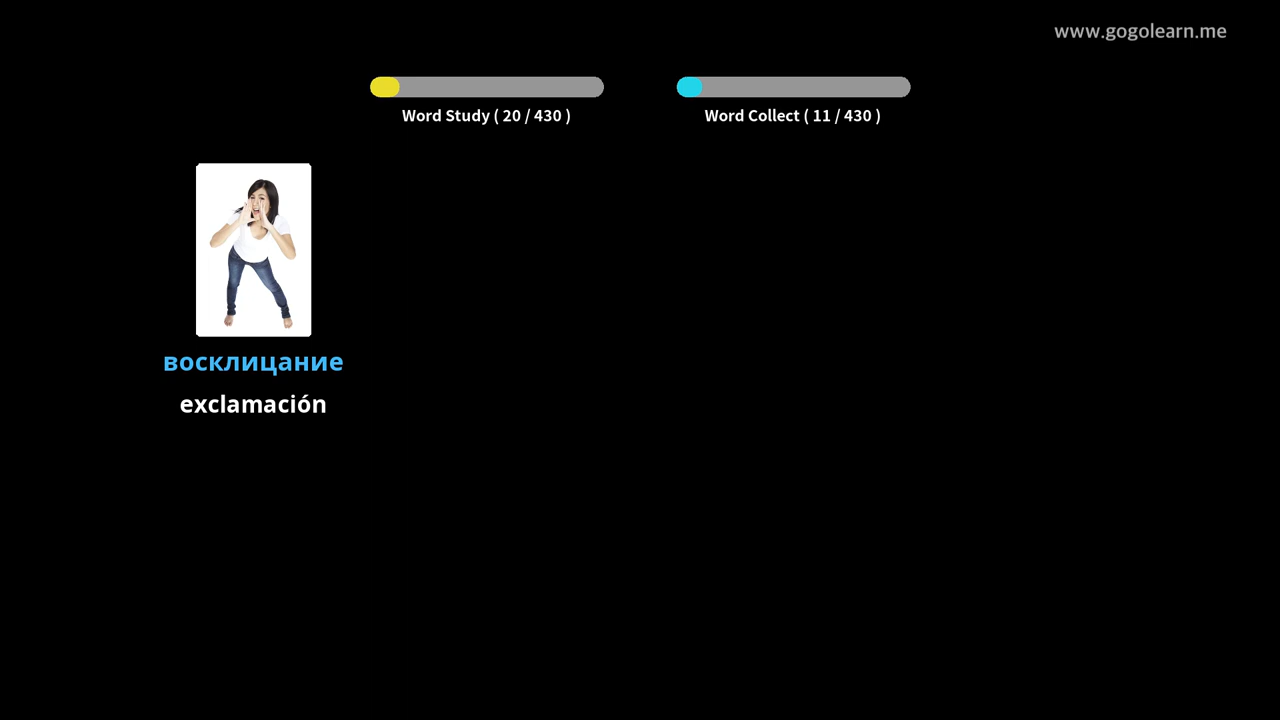 www.gogolearn.me
Word Study ( 20 / 430 )
Word Collect ( 11 / 430 )
восклицание
exclamación